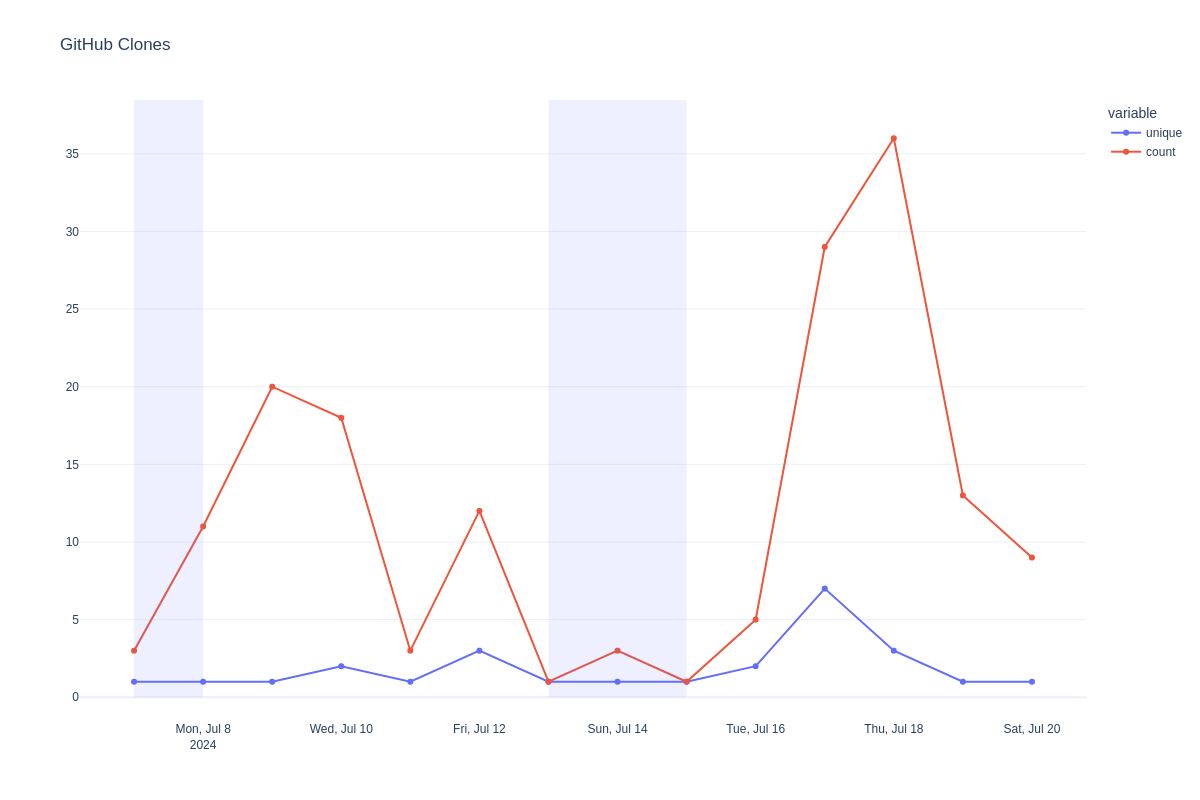 GitHub Clones
variable
unique
count
35
30
25
20
15
10
5
0
Mon, Jul 8
2024
Wed, Jul 10
Fri, Jul 12
Sun, Jul 14
Tue, Jul 16
Thu, Jul 18
Sat, Jul 20